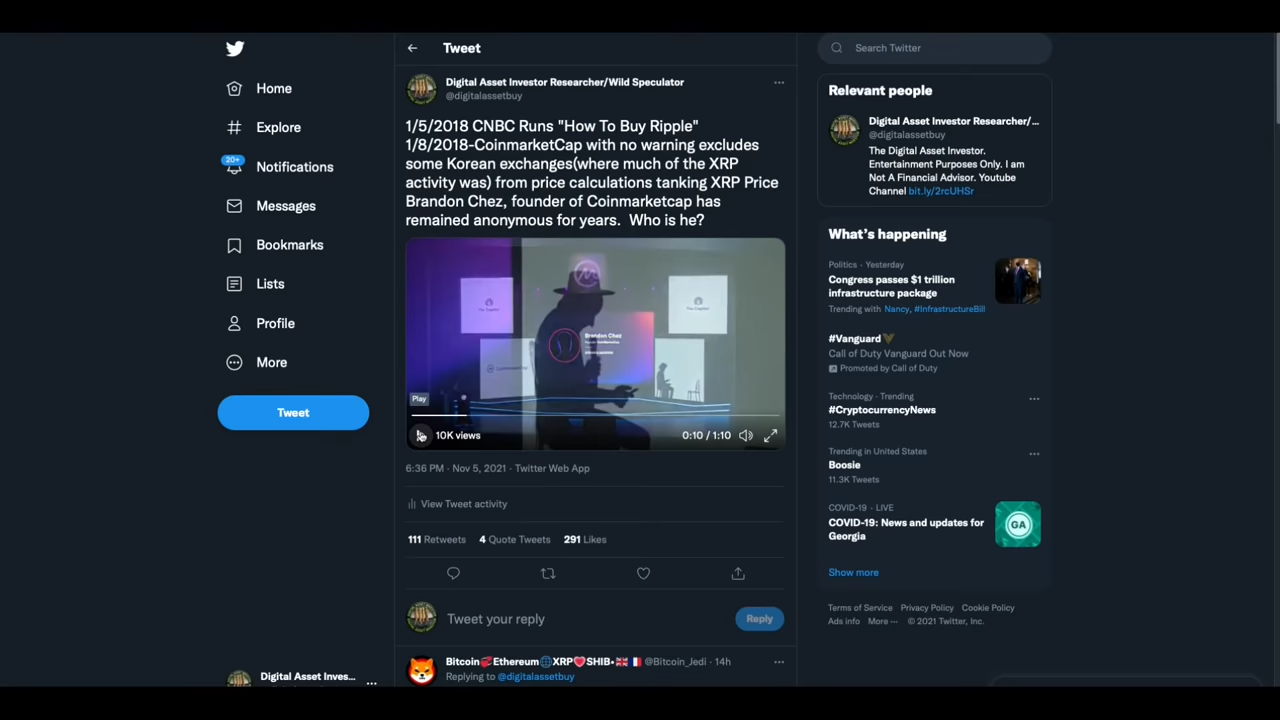 Tweet
Search Twitter
Home
Explore
20+
Notifications
Messages
Bookmarks
Lists
Profile
More
Tweet
Digital Asset Investor Researcher/Wild Speculator
@digitalassetbuy
1/5/2018 CNBC Runs "How To Buy Ripple"
1/8/2018-CoinmarketCap with no warning excludes
some Korean exchanges(where much of the XRP
activity was) from price calculations tanking XRP Price
Brandon Chez, founder of Coinmarketcap has
remained anonymous for years.  Who is he?
Brandon Chez
Play
10K views
0:10 / 1:10
6:36 PM · Nov 5, 2021 · Twitter Web App
View Tweet activity
111 Retweets 4 Quote Tweets 291 Likes
Tweet your reply
Reply
Bitcoin Ethereum XRP SHIB @Bitcoin_Jedi · 14h
Replying to @digitalassetbuy
Digital Asset Inves...
Relevant people
Digital Asset Investor Researcher/...
@digitalassetbuy
The Digital Asset Investor.
Entertainment Purposes Only. I am
Not A Financial Advisor. Youtube
Channel bit.ly/2rcUHSr
What's happening
Politics · Yesterday
Congress passes $1 trillion
infrastructure package
Trending with Nancy, #InfrastructureBill
#Vanguard
Call of Duty Vanguard Out Now
Promoted by Call of Duty
Technology · Trending
#CryptocurrencyNews
12.7K Tweets
Trending in United States
Boosie
11.3K Tweets
COVID-19 · LIVE
COVID-19: News and updates for
Georgia
GA
Show more
Terms of Service Privacy Policy Cookie Policy
Ads info More ··· © 2021 Twitter, Inc.